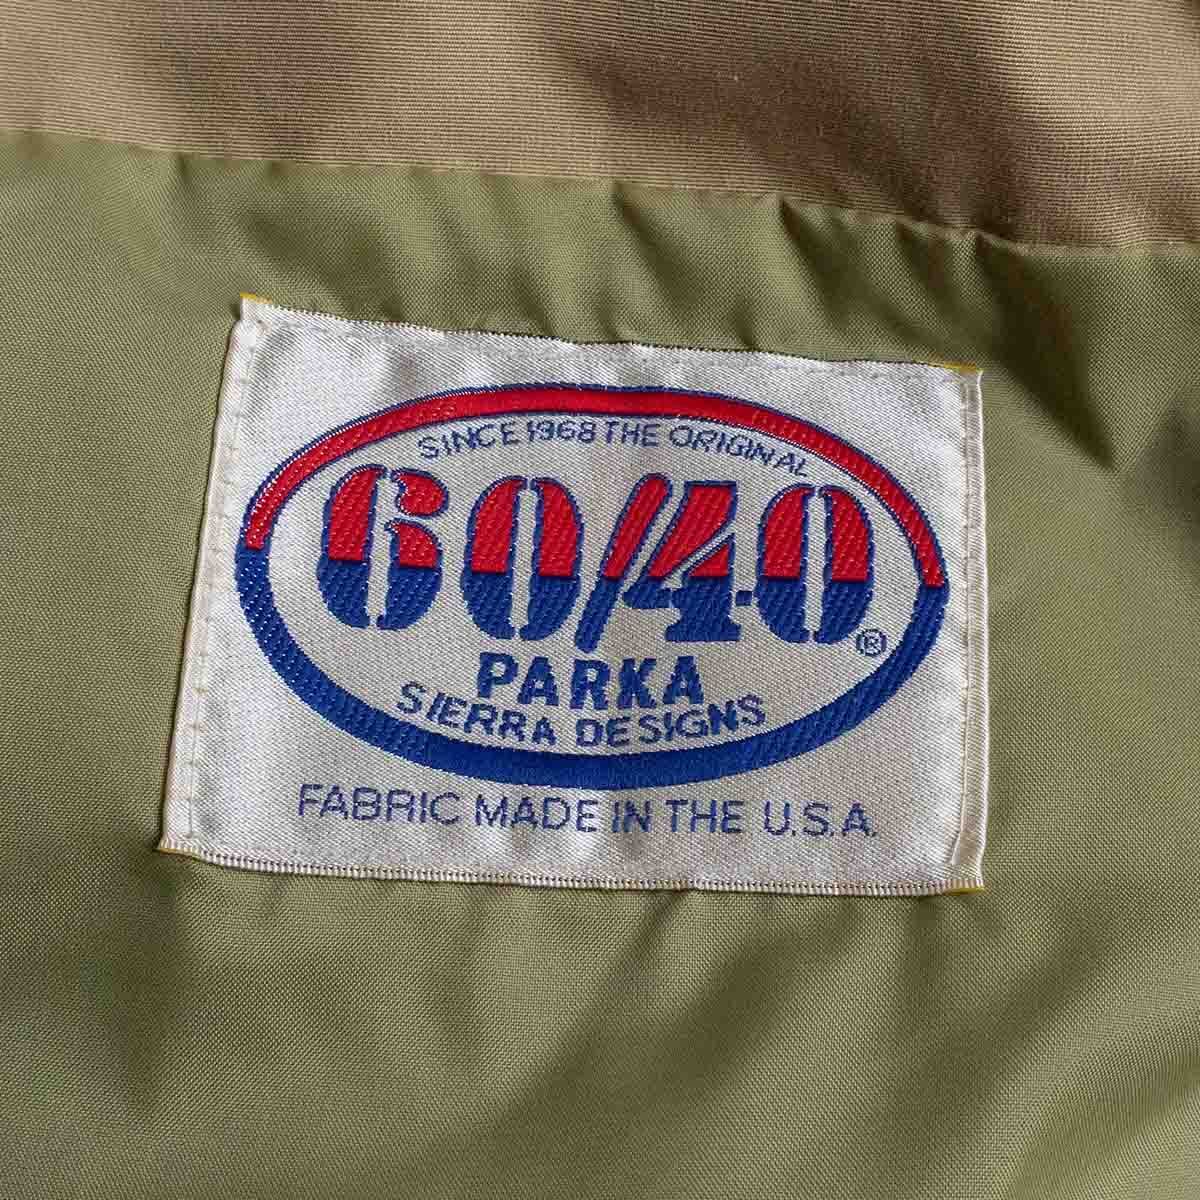 SINCE 1968 THE ORIGINAL
60/40®
PARKA
SIERRA DESIGNS
FABRIC MADE IN THE U.S.A.